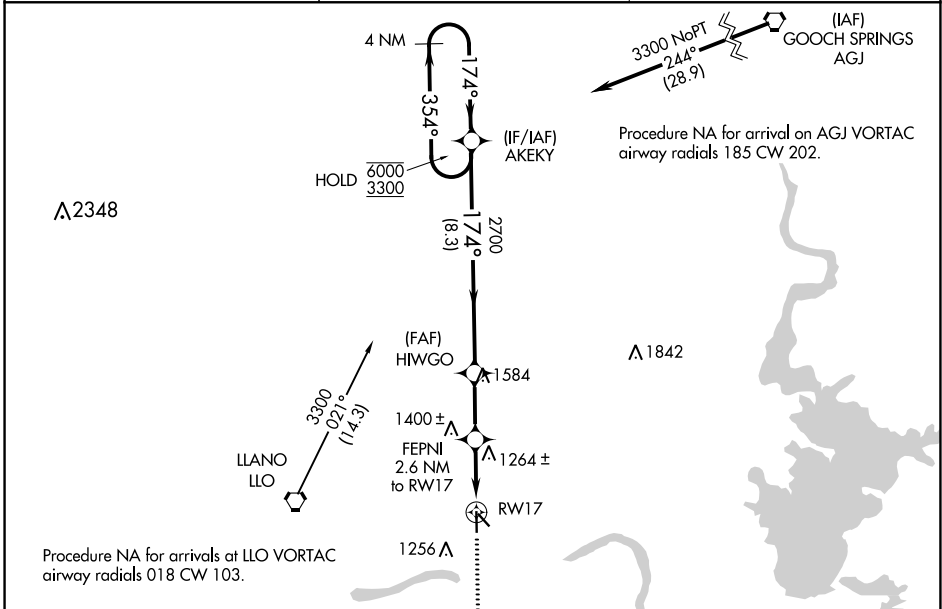 4 NM
174°
354°
(IF/IAF)
AKEKY
HOLD
6000
3300
3300 NoPT
244°
(28.9)
(IAF)
GOOCH SPRINGS
AGJ
Procedure NA for arrival on AGJ VORTAC
airway radials 185 CW 202.
2348
2700
174°
(8.3)
(FAF)
HIWGO
1584
1842
3300
021°
(14.3)
1400 ±
FEPNI
2.6 NM
to RW17
1264 ±
LLANO
LLO
RW17
1256
Procedure NA for arrivals at LLO VORTAC
airway radials 018 CW 103.